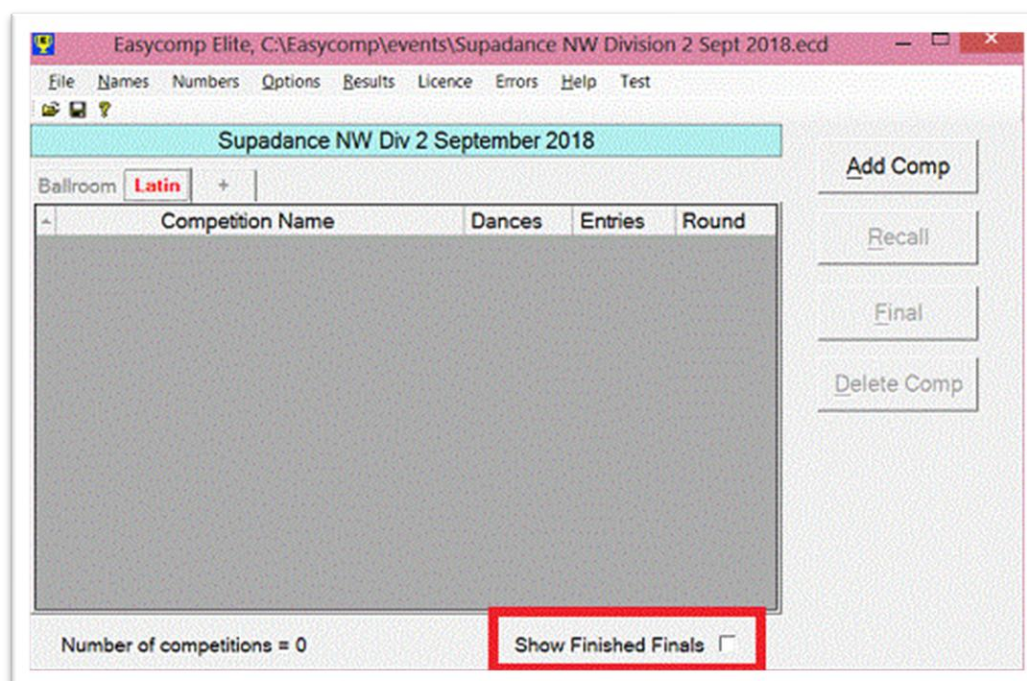 Easycomp Elite, C:\Easycomp\events\Supadance NW Division 2 Sept 2018.ecd
File Names Numbers Options Results Licence Errors Help Test
Supadance NW Div 2 September 2018
Ballroom Latin +
Competition Name Dances Entries Round
Add Comp
Recall
Final
Delete Comp
Number of competitions = 0 Show Finished Finals